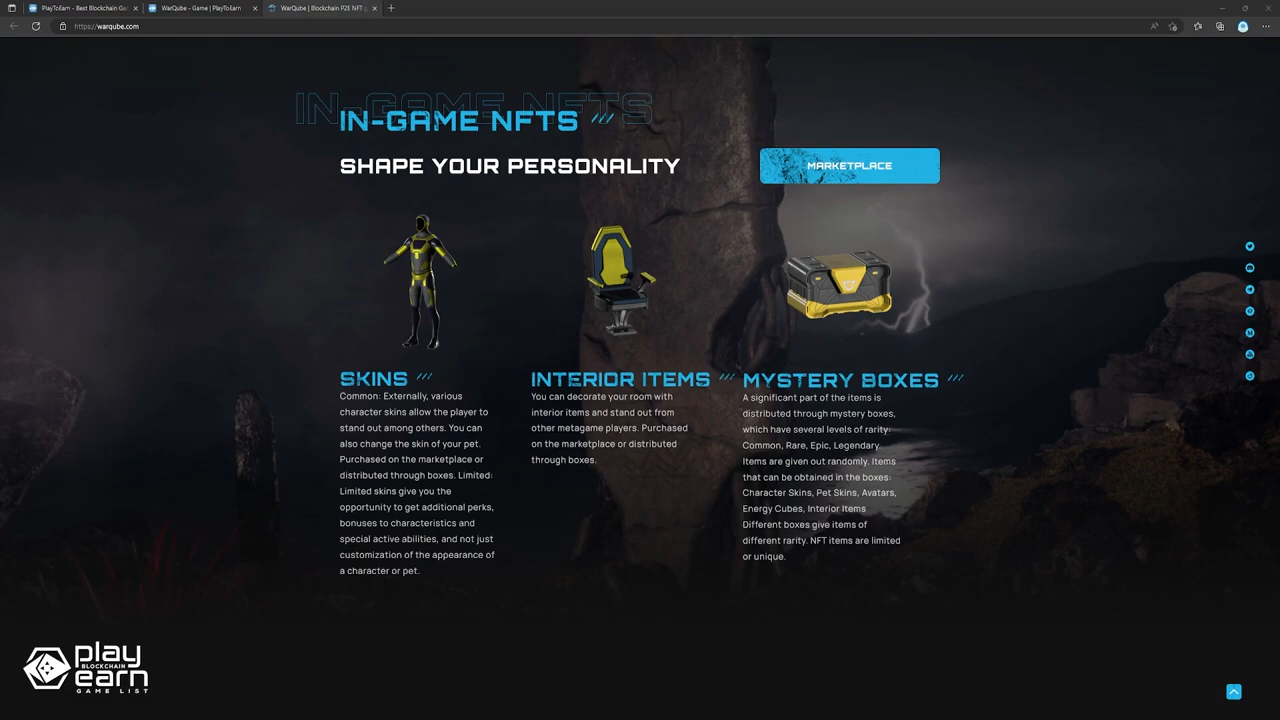 PlayToEarn - Best Blockchain Ga
WarQube - Game | PlayToEarn
WarQube | Blockchain P2E NFT
https://warqube.com
IN-GAME NFTS
IN-GAME NFTS
SHAPE YOUR PERSONALITY
MARKETPLACE
SKINS
Common: Externally, various
character skins allow the player to
stand out among others. You can
also change the skin of your pet.
Purchased on the marketplace or
distributed through boxes. Limited:
Limited skins give you the
opportunity to get additional perks,
bonuses to characteristics and
special active abilities, and not just
customization of the appearance of
a character or pet.
INTERIOR ITEMS
You can decorate your room with
interior items and stand out from
other metagame players. Purchased
on the marketplace or distributed
through boxes.
MYSTERY BOXES
A significant part of the items is
distributed through mystery boxes,
which have several levels of rarity:
Common, Rare, Epic, Legendary.
Items are given out randomly. Items
that can be obtained in the boxes:
Character Skins, Pet Skins, Avatars,
Energy Cubes, Interior Items
Different boxes give items of
different rarity. NFT items are limited
or unique.
play
BLOCKCHAIN
earn
GAME LIST